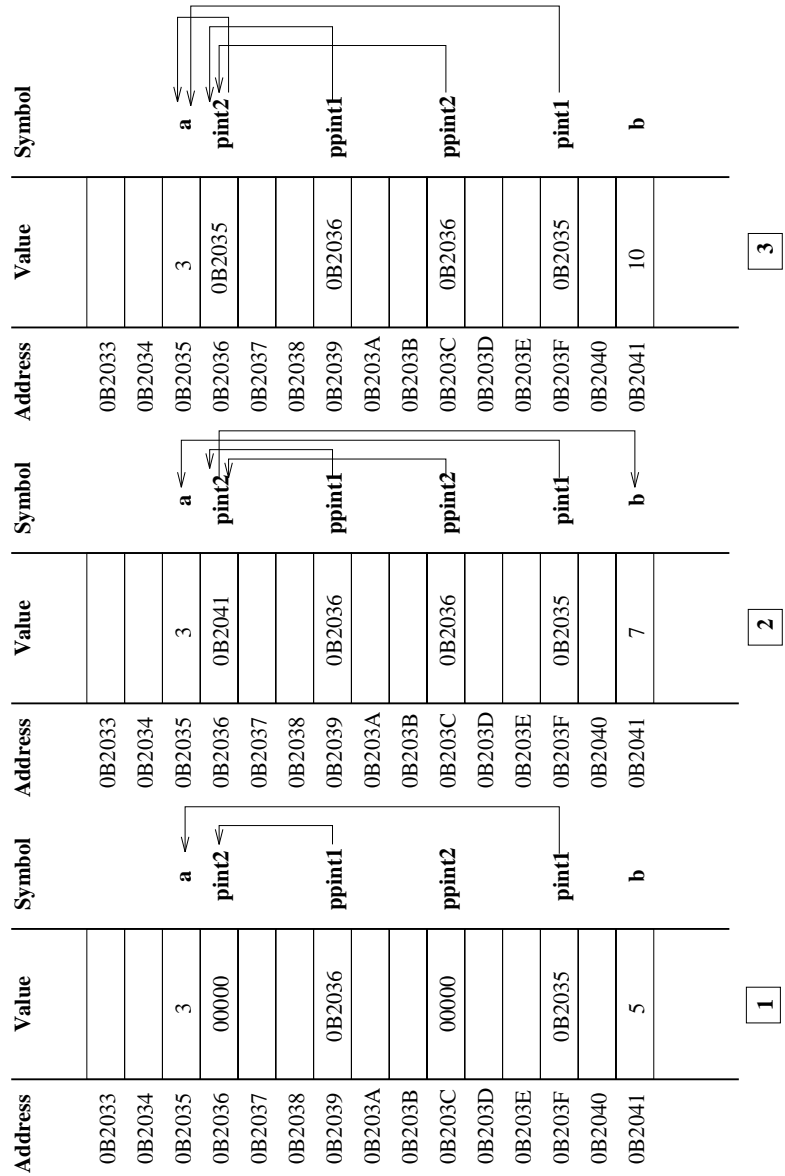 Address Value Symbol Address Value Symbol Address Value Symbol
0B2033 0B2033 0B2033
0B2034 0B2034 0B2034
0B2035 3 a 0B2035 3 a 0B2035 3 a
0B2036 00000 pint2 0B2036 0B2041 pint2 0B2036 0B2035 pint2
0B2037 0B2037 0B2037
0B2038 0B2038 0B2038
0B2039 0B2036 ppint1 0B2039 0B2036 ppint1 0B2039 0B2036 ppint1
0B203A 0B203A 0B203A
0B203B 0B203B 0B203B
0B203C 00000 ppint2 0B203C 0B2036 ppint2 0B203C 0B2036 ppint2
0B203D 0B203D 0B203D
0B203E 0B203E 0B203E
0B203F 0B2035 pint1 0B203F 0B2035 pint1 0B203F 0B2035 pint1
0B2040 0B2040 0B2040
0B2041 5 b 0B2041 7 b 0B2041 10 b
1 2 3